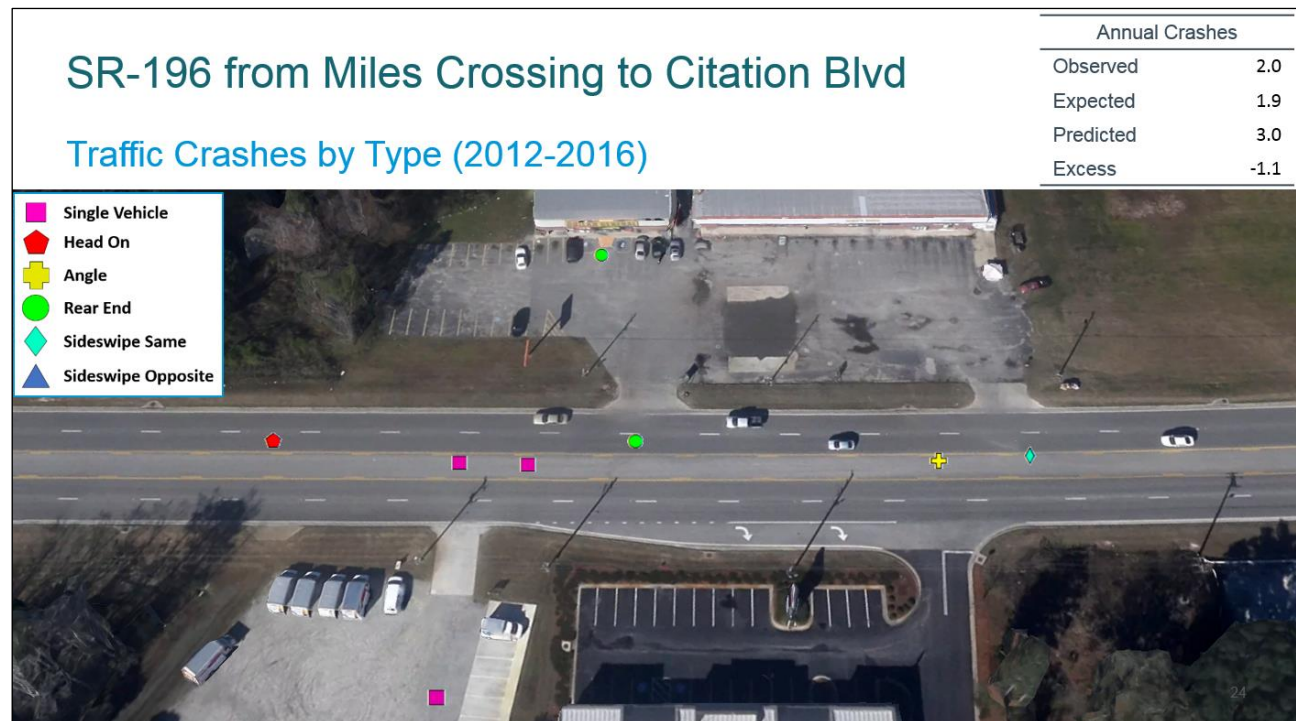 SR-196 from Miles Crossing to Citation Blvd
Traffic Crashes by Type (2012-2016)
Annual Crashes
Observed 2.0
Expected 1.9
Predicted 3.0
Excess -1.1
Single Vehicle
Head On
Angle
Rear End
Sideswipe Same
Sideswipe Opposite
24